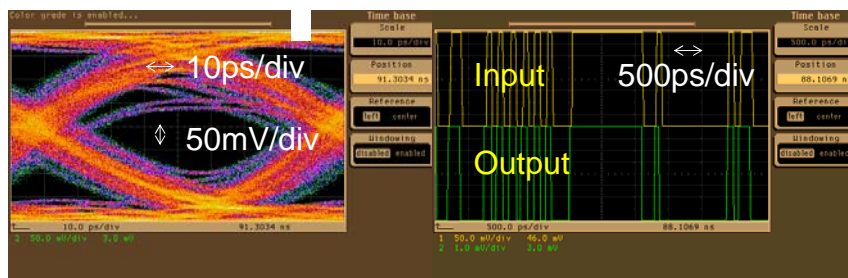 Color grade is enabled...
Time base
Scale
10.0 ps/div
Position
91.3034 ns
Reference
left center
Windowing
disabled enabled
10ps/div
50mV/div
10.0 ps/div 91.3034 ns
2 50.0 mV/div 3.0 mV
Time base
Scale
500.0 ps/div
Position
88.1069 ns
Reference
left center
Windowing
disabled enabled
Input
500ps/div
Output
500.0 ps/div 88.1069 ns
1 50.0 mV/div 46.0 mV
2 1.0 mV/div 3.0 mV